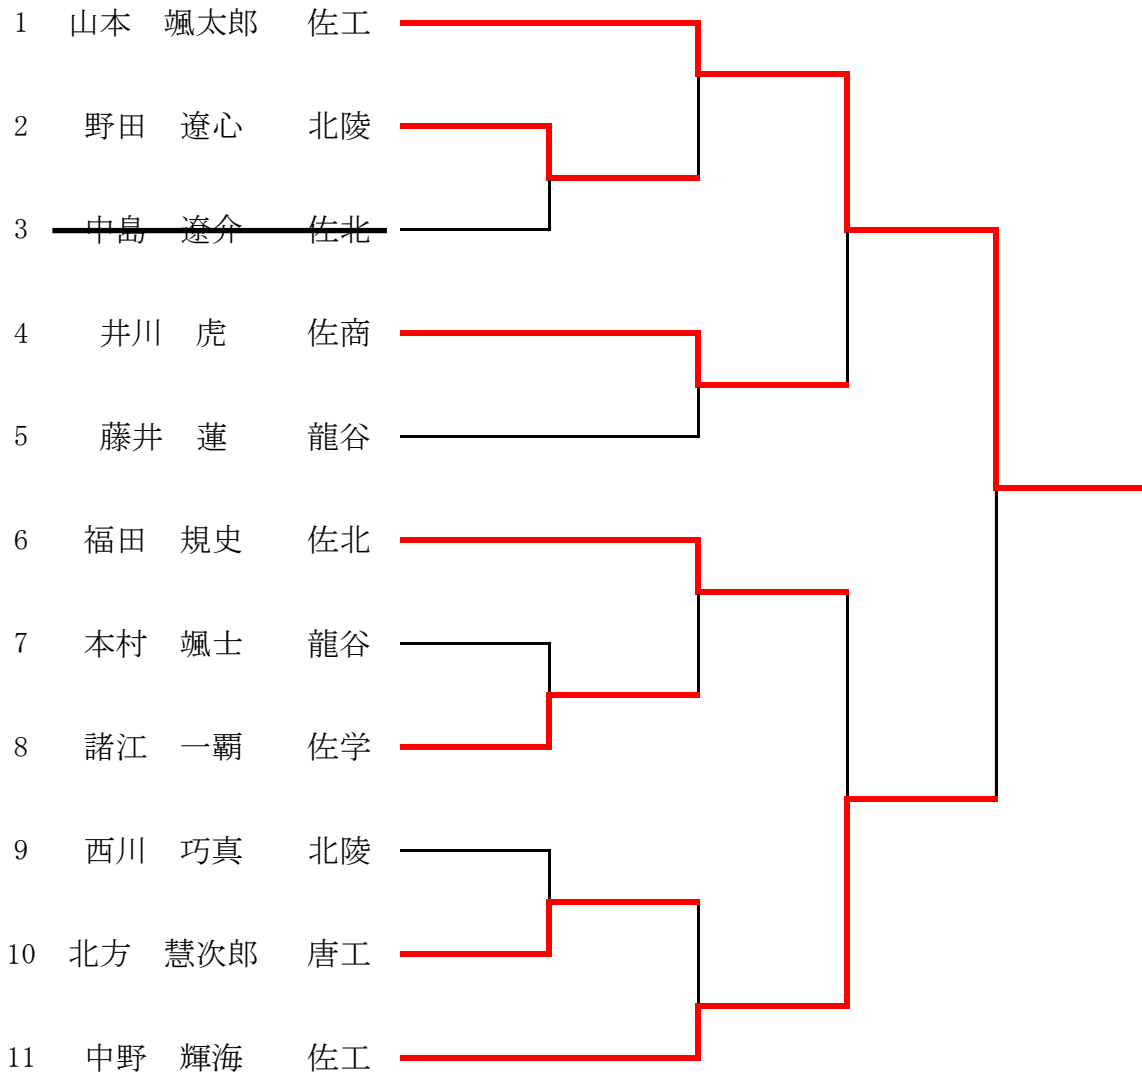 1 山本 颯太郎 佐工
2 野田 遼心 北陵
3 中島 遼介 佐北
4 井川 虎 佐商
5 藤井 蓮 龍谷
6 福田 規史 佐北
7 本村 颯士 龍谷
8 諸江 一覇 佐学
9 西川 巧真 北陵
10 北方 慧次郎 唐工
11 中野 輝海 佐工